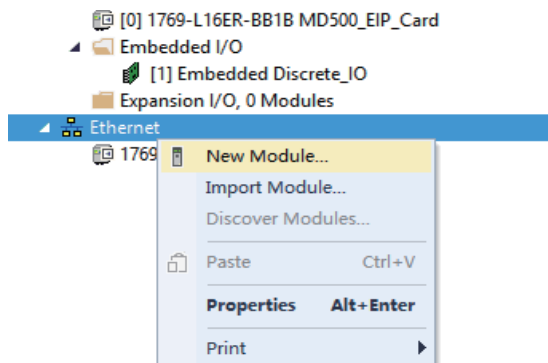 [0] 1769-L16ER-BB1B MD500_EIP_Card
Embedded I/O
[1] Embedded Discrete_IO
Expansion I/O, 0 Modules
Ethernet
1769
New Module...
Import Module...
Discover Modules...
Paste Ctrl+V
Properties Alt+Enter
Print